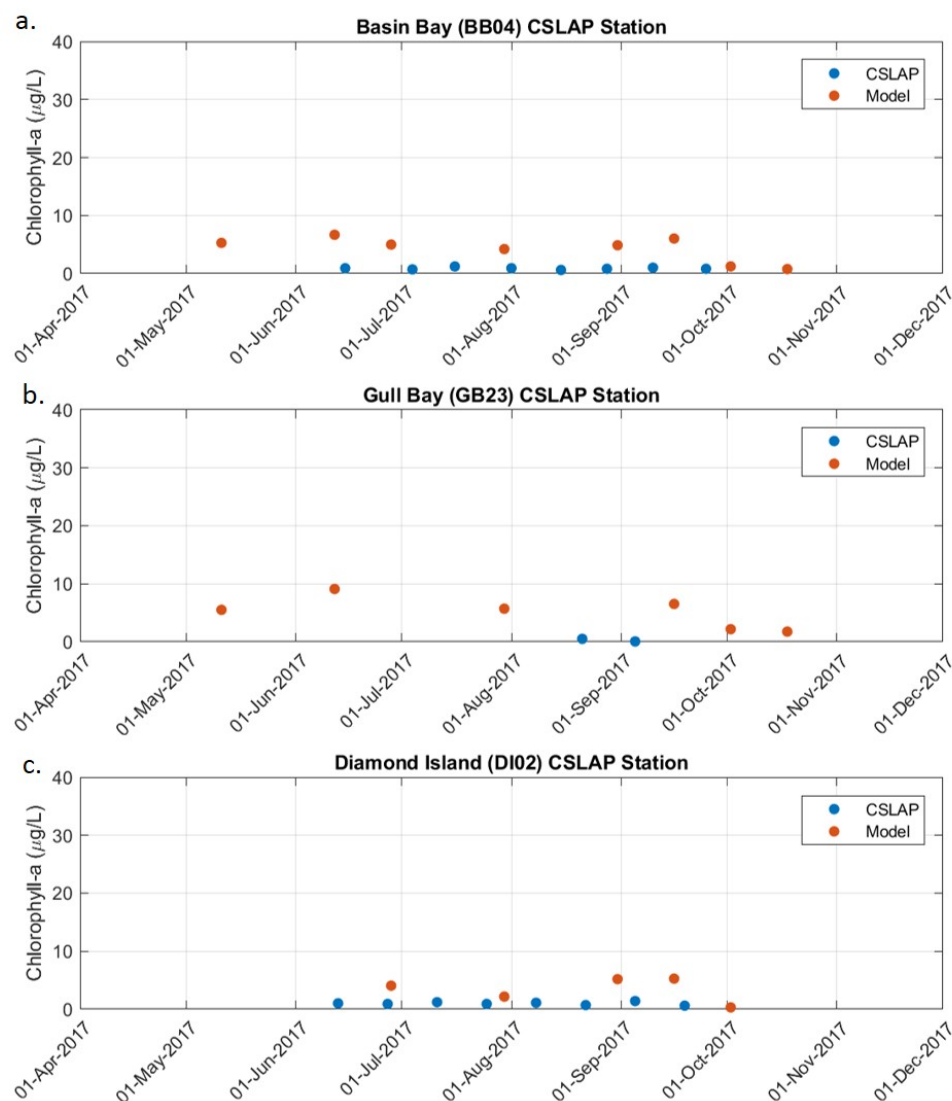 a.
Basin Bay (BB04) CSLAP Station
Chlorophyll-a (μg/L)
40
30
20
10
0
CSLAP
Model
01-Apr-2017
01-May-2017
01-Jun-2017
01-Jul-2017
01-Aug-2017
01-Sep-2017
01-Oct-2017
01-Nov-2017
01-Dec-2017
b.
Gull Bay (GB23) CSLAP Station
Chlorophyll-a (μg/L)
40
30
20
10
0
CSLAP
Model
01-Apr-2017
01-May-2017
01-Jun-2017
01-Jul-2017
01-Aug-2017
01-Sep-2017
01-Oct-2017
01-Nov-2017
01-Dec-2017
c.
Diamond Island (DI02) CSLAP Station
Chlorophyll-a (μg/L)
40
30
20
10
0
CSLAP
Model
01-Apr-2017
01-May-2017
01-Jun-2017
01-Jul-2017
01-Aug-2017
01-Sep-2017
01-Oct-2017
01-Nov-2017
01-Dec-2017